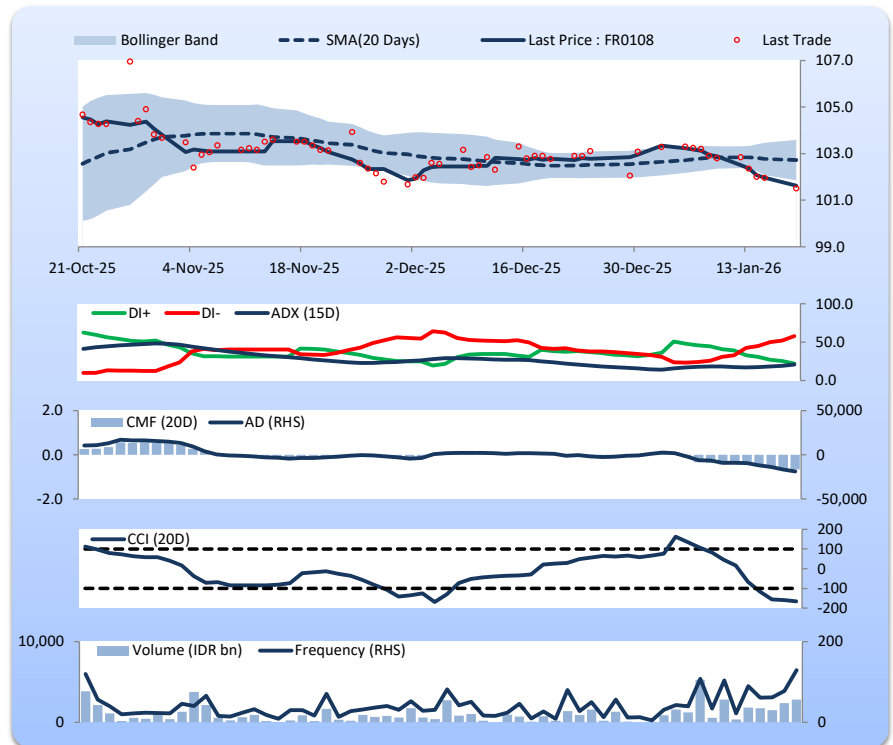 Bollinger Band SMA(20 Days) Last Price : FR0108 Last Trade
107.0
105.0
103.0
101.0
99.0
21-Oct-25 4-Nov-25 18-Nov-25 2-Dec-25 16-Dec-25 30-Dec-25 13-Jan-26
DI+ DI- ADX (15D)
100.0
50.0
0.0
2.0 CMF (20D) AD (RHS) 50,000
0.0 0
-2.0 -50,000
CCI (20D) 200
100
0
-100
-200
10,000 Volume (IDR bn) Frequency (RHS) 200
0 0